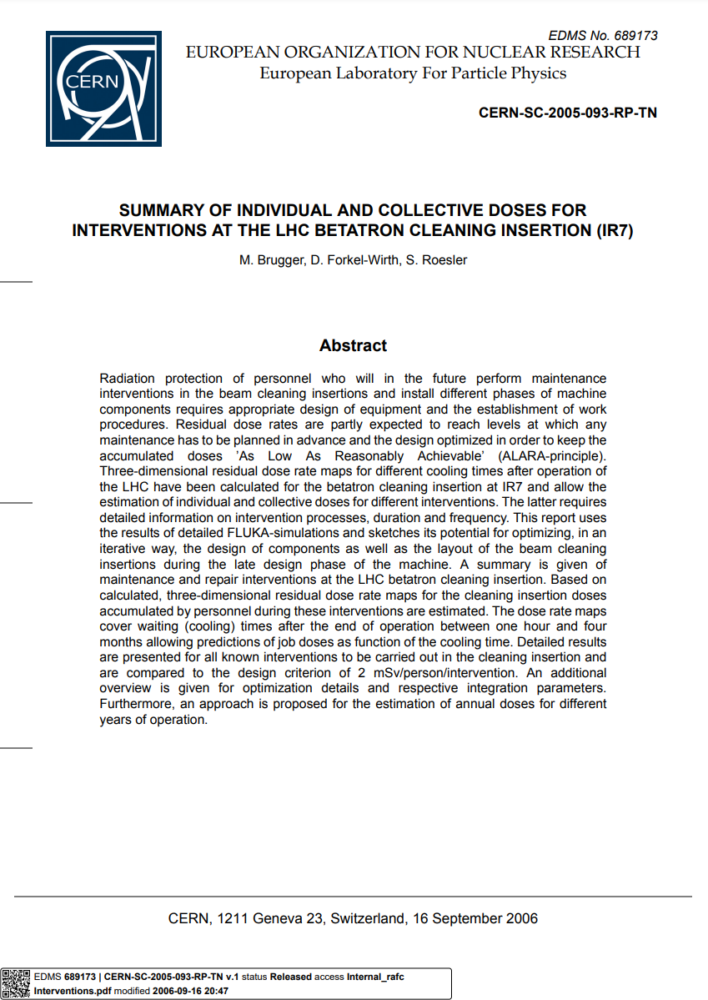 EDMS No. 689173
EUROPEAN ORGANIZATION FOR NUCLEAR RESEARCH
European Laboratory For Particle Physics
CERN
CERN-SC-2005-093-RP-TN
SUMMARY OF INDIVIDUAL AND COLLECTIVE DOSES FOR
INTERVENTIONS AT THE LHC BETATRON CLEANING INSERTION (IR7)
M. Brugger, D. Forkel-Wirth, S. Roesler
Abstract
Radiation protection of personnel who will in the future perform maintenance
interventions in the beam cleaning insertions and install different phases of machine
components requires appropriate design of equipment and the establishment of work
procedures. Residual dose rates are partly expected to reach levels at which any
maintenance has to be planned in advance and the design optimized in order to keep the
accumulated doses ’As Low As Reasonably Achievable’ (ALARA-principle).
Three-dimensional residual dose rate maps for different cooling times after operation of
the LHC have been calculated for the betatron cleaning insertion at IR7 and allow the
estimation of individual and collective doses for different interventions. The latter requires
detailed information on intervention processes, duration and frequency. This report uses
the results of detailed FLUKA-simulations and sketches its potential for optimizing, in an
iterative way, the design of components as well as the layout of the beam cleaning
insertions during the late design phase of the machine. A summary is given of
maintenance and repair interventions at the LHC betatron cleaning insertion. Based on
calculated, three-dimensional residual dose rate maps for the cleaning insertion doses
accumulated by personnel during these interventions are estimated. The dose rate maps
cover waiting (cooling) times after the end of operation between one hour and four
months allowing predictions of job doses as function of the cooling time. Detailed results
are presented for all known interventions to be carried out in the cleaning insertion and
are compared to the design criterion of 2 mSv/person/intervention. An additional
overview is given for optimization details and respective integration parameters.
Furthermore, an approach is proposed for the estimation of annual doses for different
years of operation.
CERN, 1211 Geneva 23, Switzerland, 16 September 2006
EDMS 689173 | CERN-SC-2005-093-RP-TN v.1 status Released access Internal_rafc
Interventions.pdf modified 2006-09-16 20:47